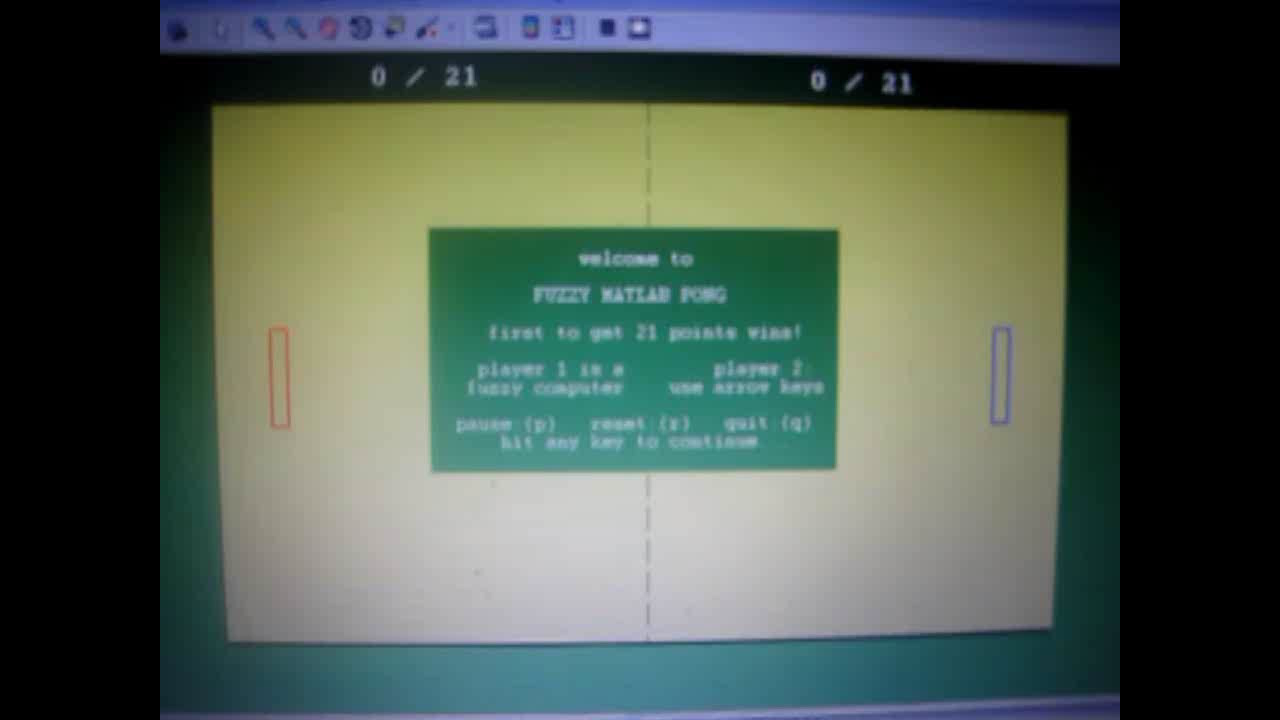 0 / 21 0 / 21
welcome to
FUZZY MATLAB PONG
first to get 21 points wins!
player 1 is a player 2:
fuzzy computer use arrow keys
pause (p) reset (r) quit (q)
hit any key to continue